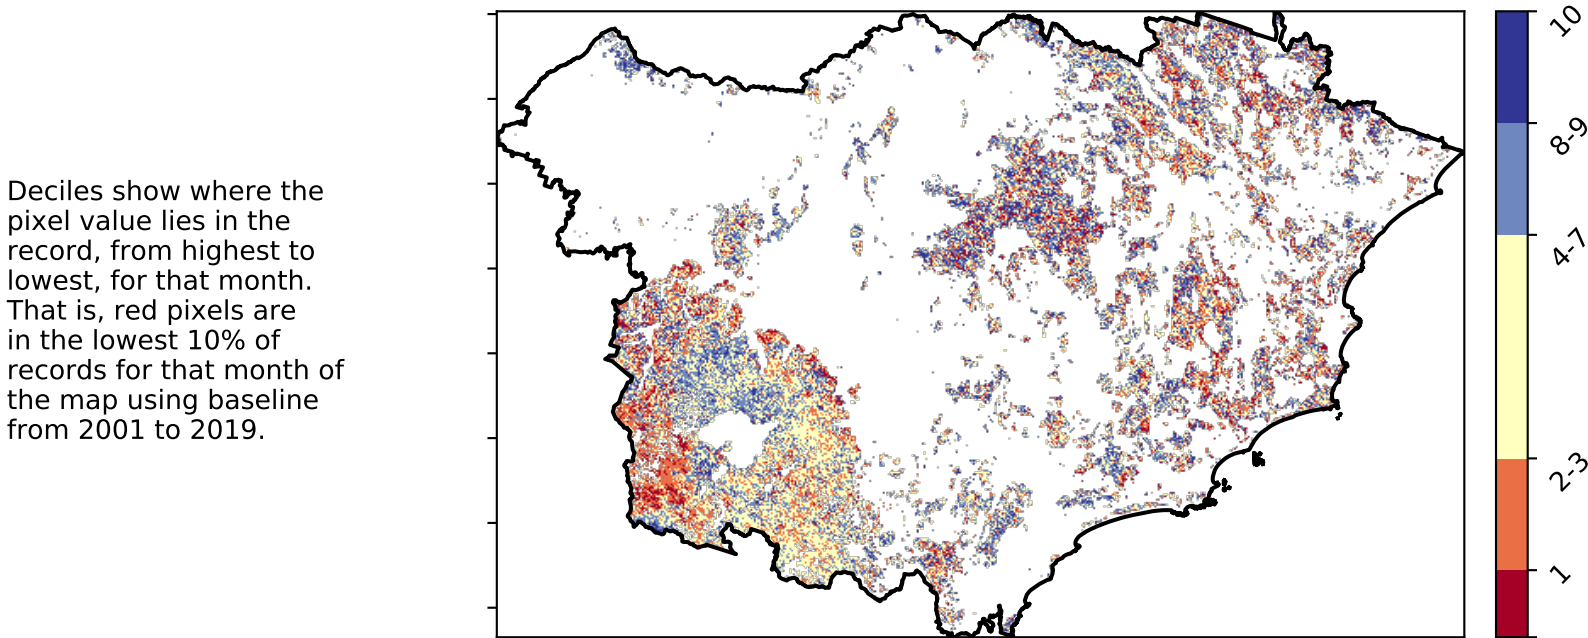 Deciles show where the
pixel value lies in the
record, from highest to
lowest, for that month.
That is, red pixels are
in the lowest 10% of
records for that month of
the map using baseline
from 2001 to 2019.
10
8-9
4-7
2-3
1